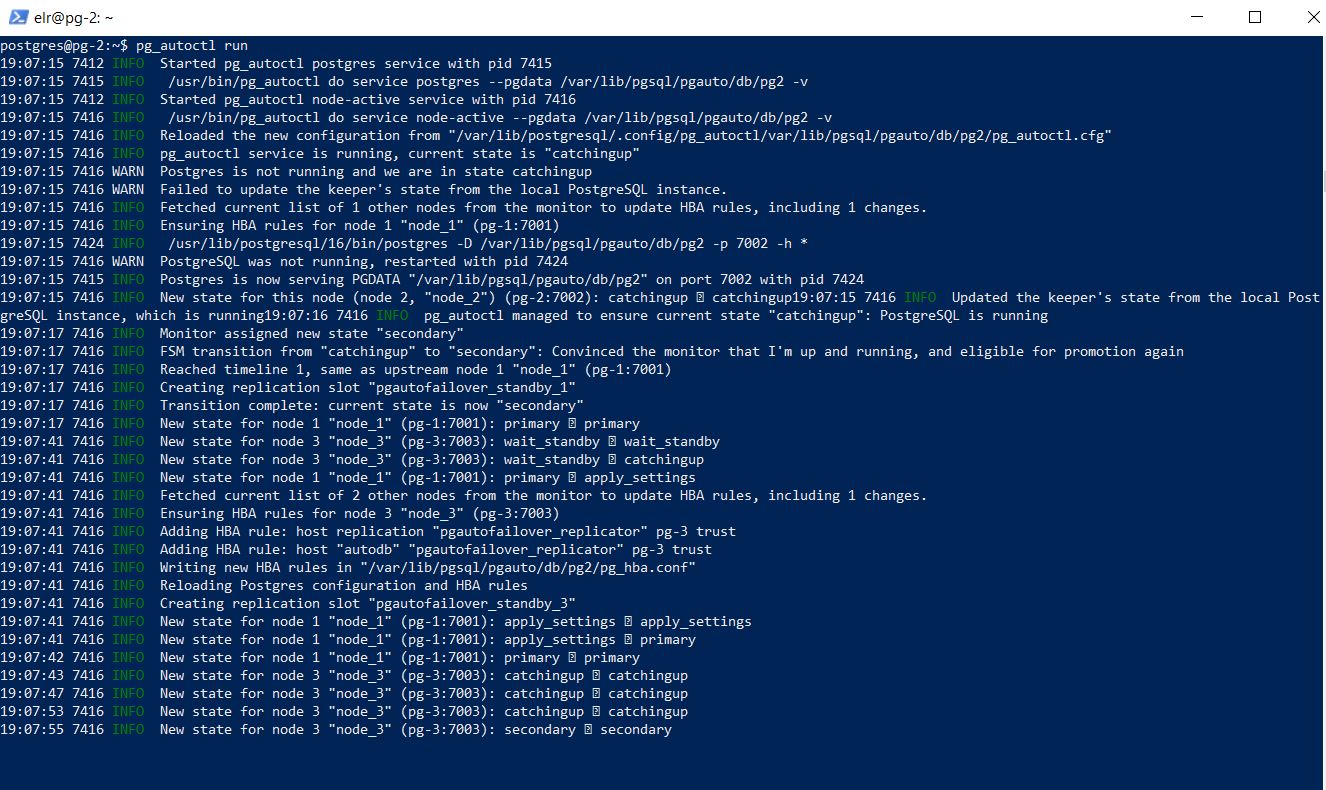 elr@pg-2: ~
postgres@pg-2:~$ pg_autoctl run
19:07:15 7412 INFO  Started pg_autoctl postgres service with pid 7415
19:07:15 7415 INFO   /usr/bin/pg_autoctl do service postgres --pgdata /var/lib/pgsql/pgauto/db/pg2 -v
19:07:15 7412 INFO  Started pg_autoctl node-active service with pid 7416
19:07:15 7416 INFO   /usr/bin/pg_autoctl do service node-active --pgdata /var/lib/pgsql/pgauto/db/pg2 -v
19:07:15 7416 INFO  Reloaded the new configuration from "/var/lib/postgresql/.config/pg_autoctl/var/lib/pgsql/pgauto/db/pg2/pg_autoctl.cfg"
19:07:15 7416 INFO  pg_autoctl service is running, current state is "catchingup"
19:07:15 7416 WARN  Postgres is not running and we are in state catchingup
19:07:15 7416 WARN  Failed to update the keeper's state from the local PostgreSQL instance.
19:07:15 7416 INFO  Fetched current list of 1 other nodes from the monitor to update HBA rules, including 1 changes.
19:07:15 7416 INFO  Ensuring HBA rules for node 1 "node_1" (pg-1:7001)
19:07:15 7424 INFO   /usr/lib/postgresql/16/bin/postgres -D /var/lib/pgsql/pgauto/db/pg2 -p 7002 -h *
19:07:15 7416 WARN  PostgreSQL was not running, restarted with pid 7424
19:07:15 7415 INFO  Postgres is now serving PGDATA "/var/lib/pgsql/pgauto/db/pg2" on port 7002 with pid 7424
19:07:15 7416 INFO  New state for this node (node 2, "node_2") (pg-2:7002): catchingup � catchingup19:07:15 7416 INFO  Updated the keeper's state from the local Post
greSQL instance, which is running19:07:16 7416 INFO  pg_autoctl managed to ensure current state "catchingup": PostgreSQL is running
19:07:17 7416 INFO  Monitor assigned new state "secondary"
19:07:17 7416 INFO  FSM transition from "catchingup" to "secondary": Convinced the monitor that I'm up and running, and eligible for promotion again
19:07:17 7416 INFO  Reached timeline 1, same as upstream node 1 "node_1" (pg-1:7001)
19:07:17 7416 INFO  Creating replication slot "pgautofailover_standby_1"
19:07:17 7416 INFO  Transition complete: current state is now "secondary"
19:07:17 7416 INFO  New state for node 1 "node_1" (pg-1:7001): primary � primary
19:07:41 7416 INFO  New state for node 3 "node_3" (pg-3:7003): wait_standby � wait_standby
19:07:41 7416 INFO  New state for node 3 "node_3" (pg-3:7003): wait_standby � catchingup
19:07:41 7416 INFO  New state for node 1 "node_1" (pg-1:7001): primary � apply_settings
19:07:41 7416 INFO  Fetched current list of 2 other nodes from the monitor to update HBA rules, including 1 changes.
19:07:41 7416 INFO  Ensuring HBA rules for node 3 "node_3" (pg-3:7003)
19:07:41 7416 INFO  Adding HBA rule: host replication "pgautofailover_replicator" pg-3 trust
19:07:41 7416 INFO  Adding HBA rule: host "autodb" "pgautofailover_replicator" pg-3 trust
19:07:41 7416 INFO  Writing new HBA rules in "/var/lib/pgsql/pgauto/db/pg2/pg_hba.conf"
19:07:41 7416 INFO  Reloading Postgres configuration and HBA rules
19:07:41 7416 INFO  Creating replication slot "pgautofailover_standby_3"
19:07:41 7416 INFO  New state for node 1 "node_1" (pg-1:7001): apply_settings � apply_settings
19:07:41 7416 INFO  New state for node 1 "node_1" (pg-1:7001): apply_settings � primary
19:07:42 7416 INFO  New state for node 1 "node_1" (pg-1:7001): primary � primary
19:07:43 7416 INFO  New state for node 3 "node_3" (pg-3:7003): catchingup � catchingup
19:07:47 7416 INFO  New state for node 3 "node_3" (pg-3:7003): catchingup � catchingup
19:07:53 7416 INFO  New state for node 3 "node_3" (pg-3:7003): catchingup � catchingup
19:07:55 7416 INFO  New state for node 3 "node_3" (pg-3:7003): secondary � secondary